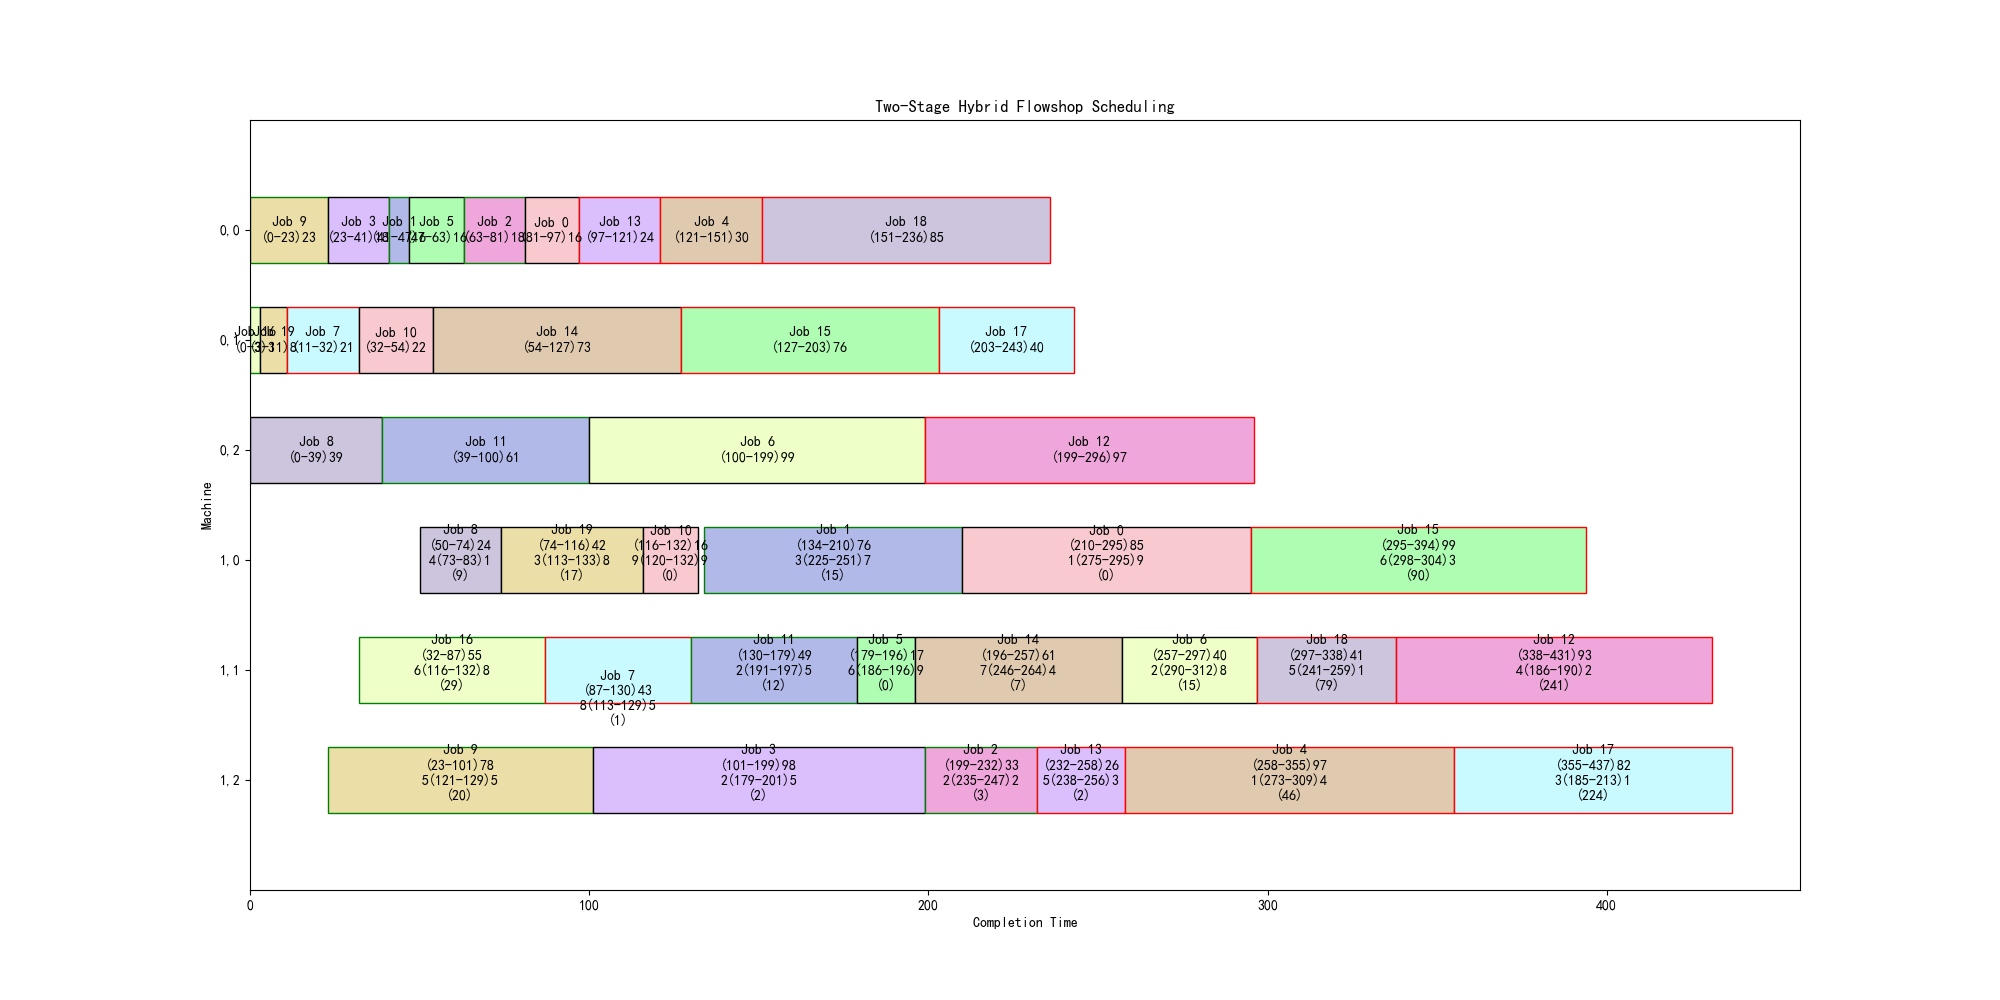 Two-Stage Hybrid Flowshop Scheduling
Machine
0,0
Job 9
(0-23)23
Job 3
(23-41)18
Job 1
Job 5
(47-63)16
Job 2
(63-81)18
Job 0
(81-97)16
Job 13
(97-121)24
Job 4
(121-151)30
Job 18
(151-236)85
0,1
Job 16
(0-3)3
Job 19
(3-11)8
Job 7
(11-32)21
Job 10
(32-54)22
Job 14
(54-127)73
Job 15
(127-203)76
Job 17
(203-243)40
0,2
Job 8
(0-39)39
Job 11
(39-100)61
Job 6
(100-199)99
Job 12
(199-296)97
1,0
Job 8
(50-74)24
4(73-83)1
(9)
Job 19
(74-116)42
3(113-133)8
(17)
Job 10
(116-132)16
9(120-132)9
(0)
Job 1
(134-210)76
3(225-251)7
(15)
Job 0
(210-295)85
1(275-295)9
(0)
Job 15
(295-394)99
6(298-304)3
(90)
1,1
Job 16
(32-87)55
6(116-132)8
(29)
Job 7
(87-130)43
8(113-129)5
(1)
Job 11
(130-179)49
2(191-197)5
(12)
Job 5
(179-196)17
6(186-196)9
(0)
Job 14
(196-257)61
7(246-264)4
(7)
Job 6
(257-297)40
2(290-312)8
(15)
Job 18
(297-338)41
5(241-259)1
(79)
Job 12
(338-431)93
4(186-190)2
(241)
1,2
Job 9
(23-101)78
5(121-129)5
(20)
Job 3
(101-199)98
2(179-201)5
(2)
Job 2
(199-232)33
2(235-247)2
(3)
Job 13
(232-258)26
5(238-256)3
(2)
Job 4
(258-355)97
1(273-309)4
(46)
Job 17
(355-437)82
3(185-213)1
(224)
0
100
200
300
400
Completion Time